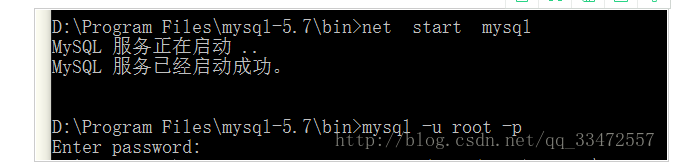 D:\Program Files\mysql-5.7\bin>net  start  mysql
MySQL 服务正在启动 ..
MySQL 服务已经启动成功。
D:\Program Files\mysql-5.7\bin>mysql -u root -p
http://blog.csdn.net/qq_33472557
Enter password: